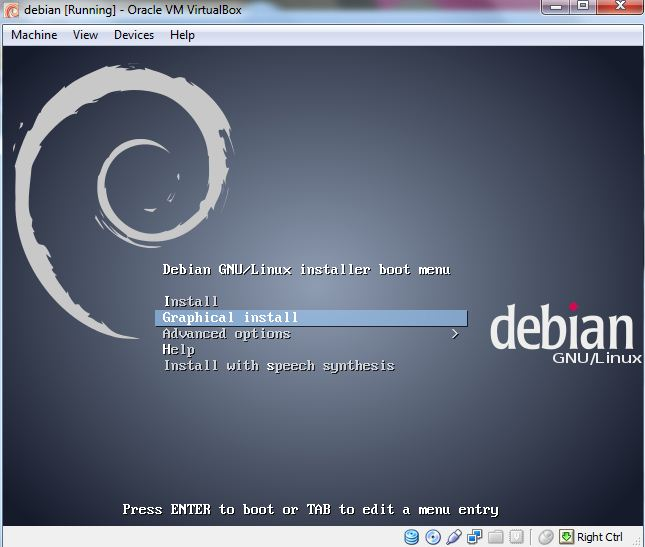 debian [Running] - Oracle VM VirtualBox
Machine View Devices Help
Debian GNU/Linux installer boot menu
Install
Graphical install
Advanced options >
Help
Install with speech synthesis
debian
GNU/Linux
Press ENTER to boot or TAB to edit a menu entry
Right Ctrl